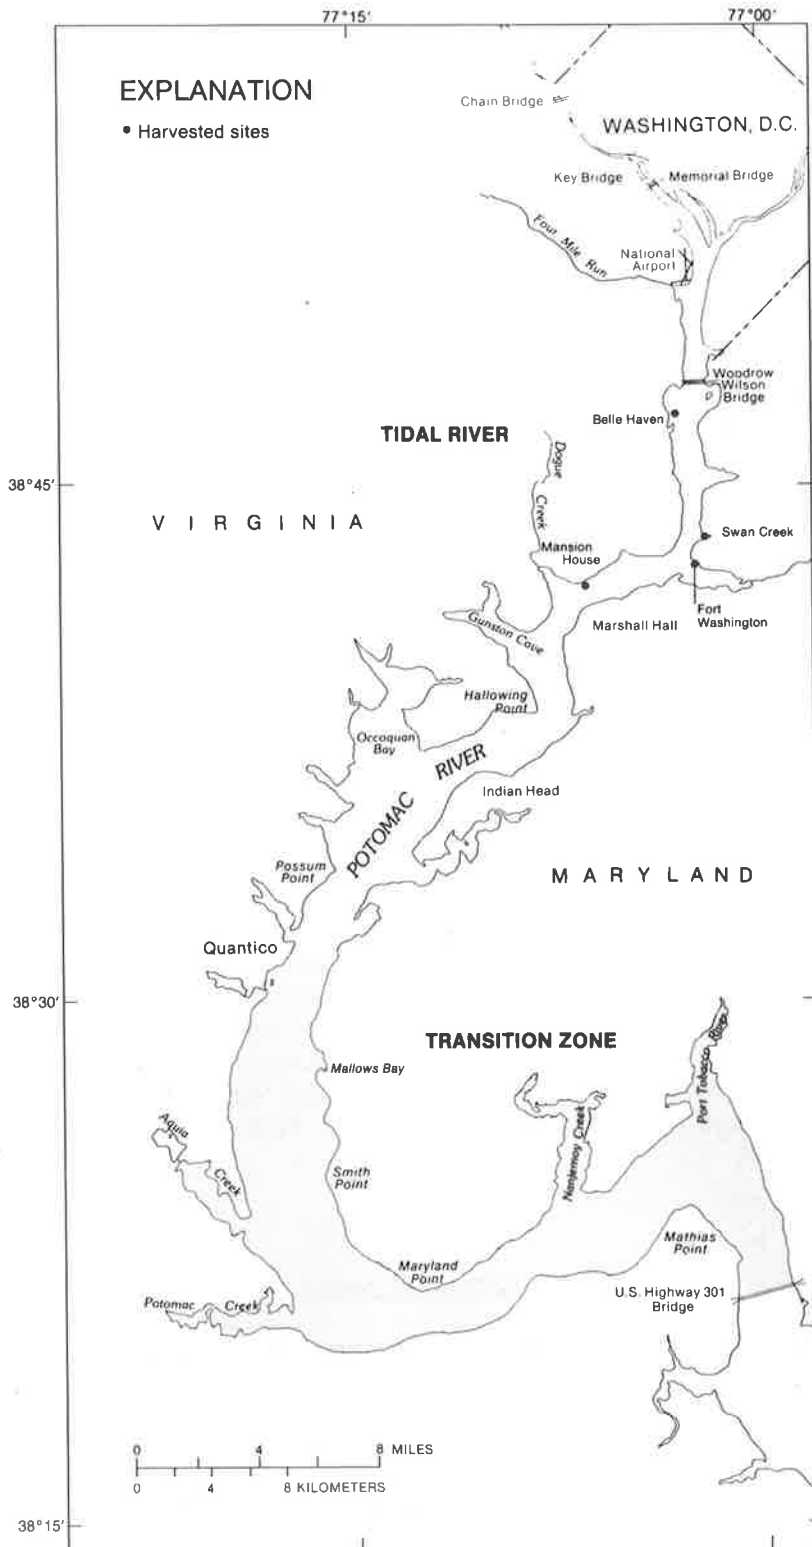 77°15'
77°00'
EXPLANATION
• Harvested sites
Chain Bridge
WASHINGTON, D.C.
Key Bridge
Memorial Bridge
Four Mile Run
National
Airport
Woodrow
Wilson
Bridge
Belle Haven
TIDAL RIVER
Dogue
Creek
38°45'
VIRGINIA
Swan Creek
Mansion
House
Fort
Washington
Marshall Hall
Gunston Cove
Hallowing
Point
Occoquan
Bay
POTOMAC
RIVER
Indian Head
Possum
Point
MARYLAND
Quantico
38°30'
TRANSITION ZONE
Mallows Bay
Port Tobacco River
Nanjemoy Creek
Aquia
Creek
Smith
Point
Mathias
Point
Maryland
Point
U.S. Highway 301
Bridge
Potomac Creek
0 4 8 MILES
0 4 8 KILOMETERS
38°15'